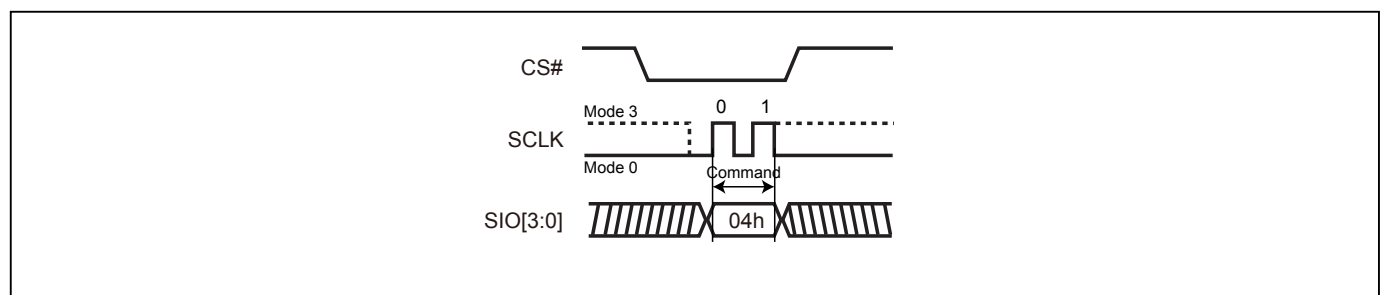 CS#
Mode 3
0 1
SCLK
Mode 0
Command
SIO[3:0]
04h